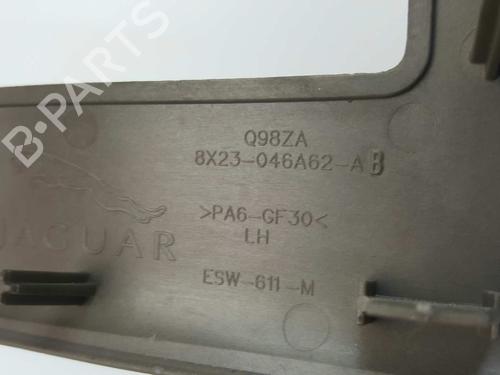 B-PARTS
Q98ZA
8X23-046A62-AB
>PA6-GF30<
JAGUAR
LH
ESW-611-M